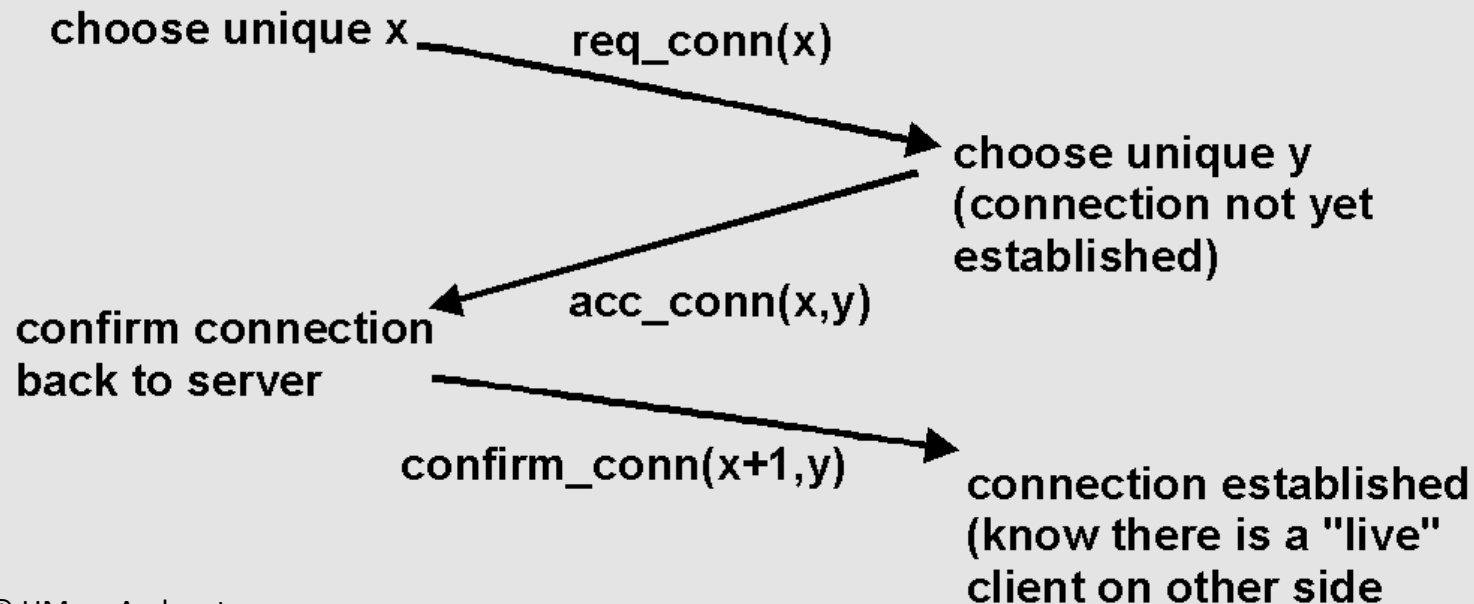 choose unique x
req_conn(x)
choose unique y
(connection not yet
established)
acc_conn(x,y)
confirm connection
back to server
confirm_conn(x+1,y)
connection established
(know there is a "live"
client on other side